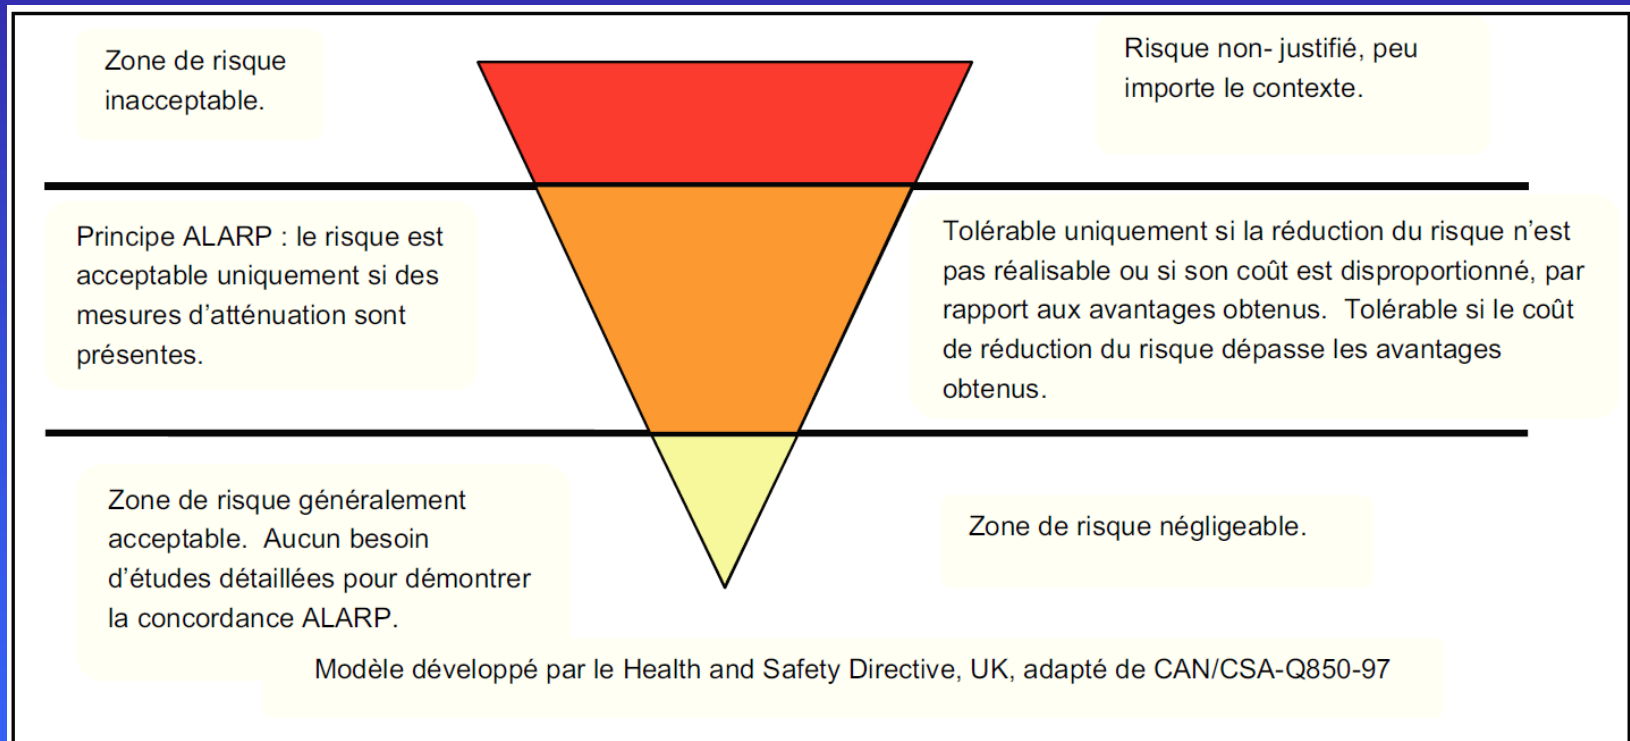 Zone de risque
inacceptable.
Risque non- justifié, peu
importe le contexte.
Principe ALARP : le risque est
acceptable uniquement si des
mesures d’atténuation sont
présentes.
Tolérable uniquement si la réduction du risque n’est
pas réalisable ou si son coût est disproportionné, par
rapport aux avantages obtenus.  Tolérable si le coût
de réduction du risque dépasse les avantages
obtenus.
Zone de risque généralement
acceptable.  Aucun besoin
d’études détaillées pour démontrer
la concordance ALARP.
Zone de risque négligeable.
Modèle développé par le Health and Safety Directive, UK, adapté de CAN/CSA-Q850-97